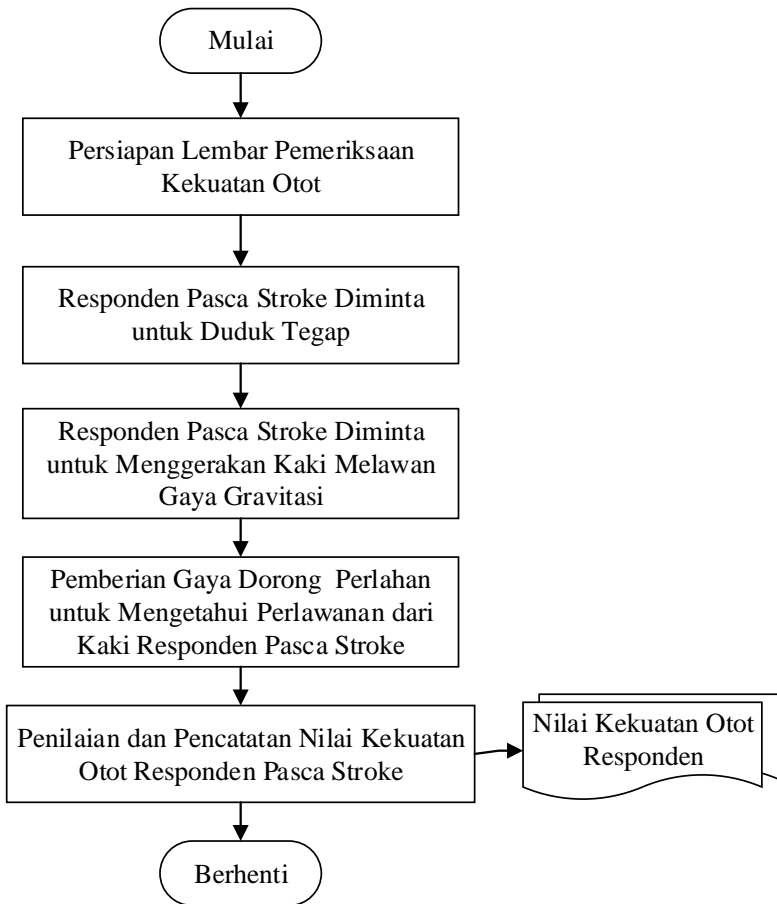 Mulai
Persiapan Lembar Pemeriksaan
Kekuatan Otot
Responden Pasca Stroke Diminta
untuk Duduk Tegap
Responden Pasca Stroke Diminta
untuk Menggerakan Kaki Melawan
Gaya Gravitasi
Pemberian Gaya Dorong Perlahan
untuk Mengetahui Perlawanan dari
Kaki Responden Pasca Stroke
Penilaian dan Pencatatan Nilai Kekuatan
Otot Responden Pasca Stroke
Nilai Kekuatan Otot
Responden
Berhenti